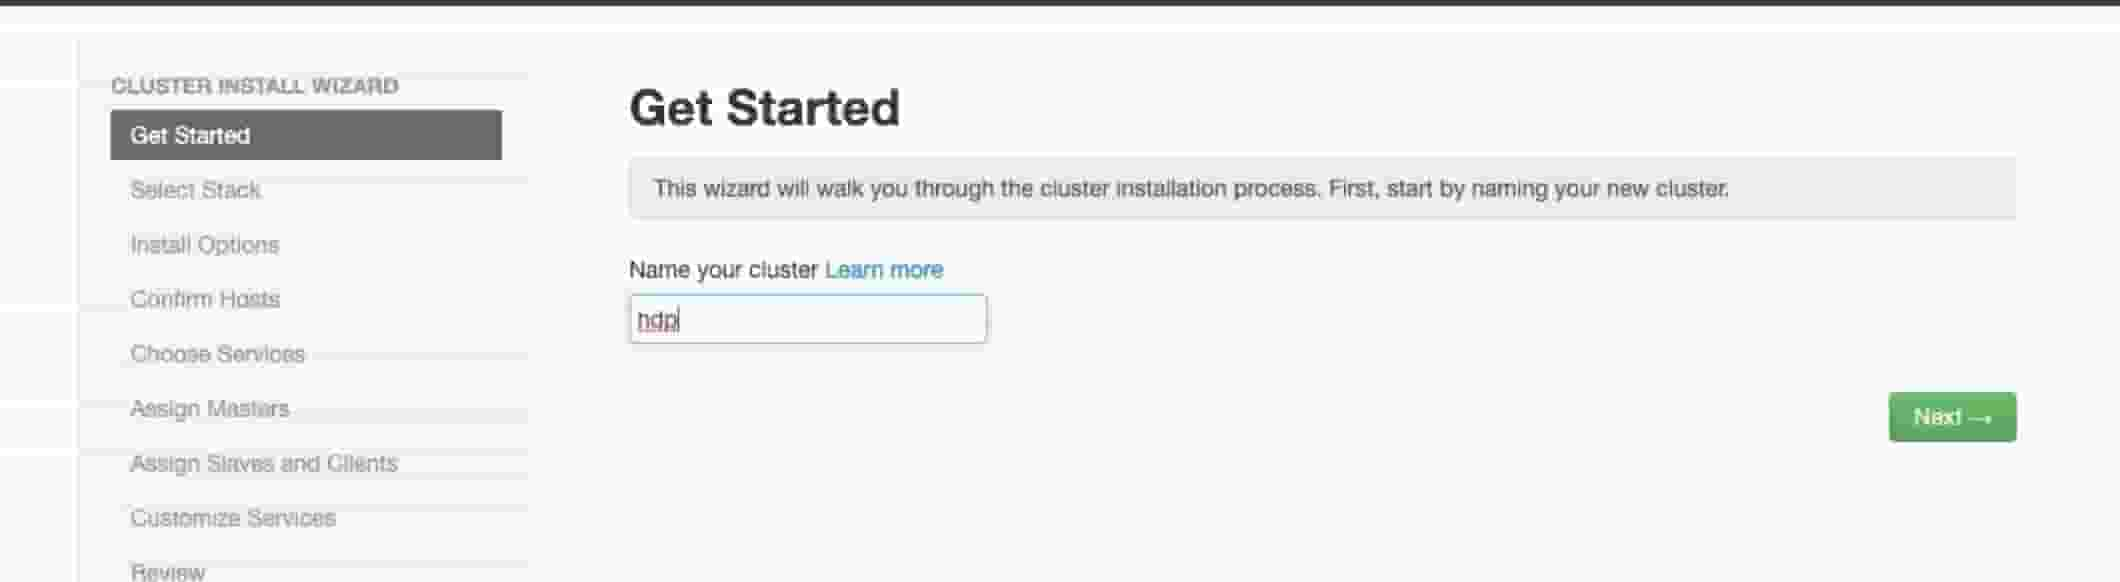 CLUSTER INSTALL WIZARD
Get Started
Select Stack
Install Options
Confirm Hosts
Choose Services
Assign Masters
Assign Slaves and Clients
Customize Services
Review
Get Started
This wizard will walk you through the cluster installation process. First, start by naming your new cluster.
Name your cluster Learn more
hdp
Next →